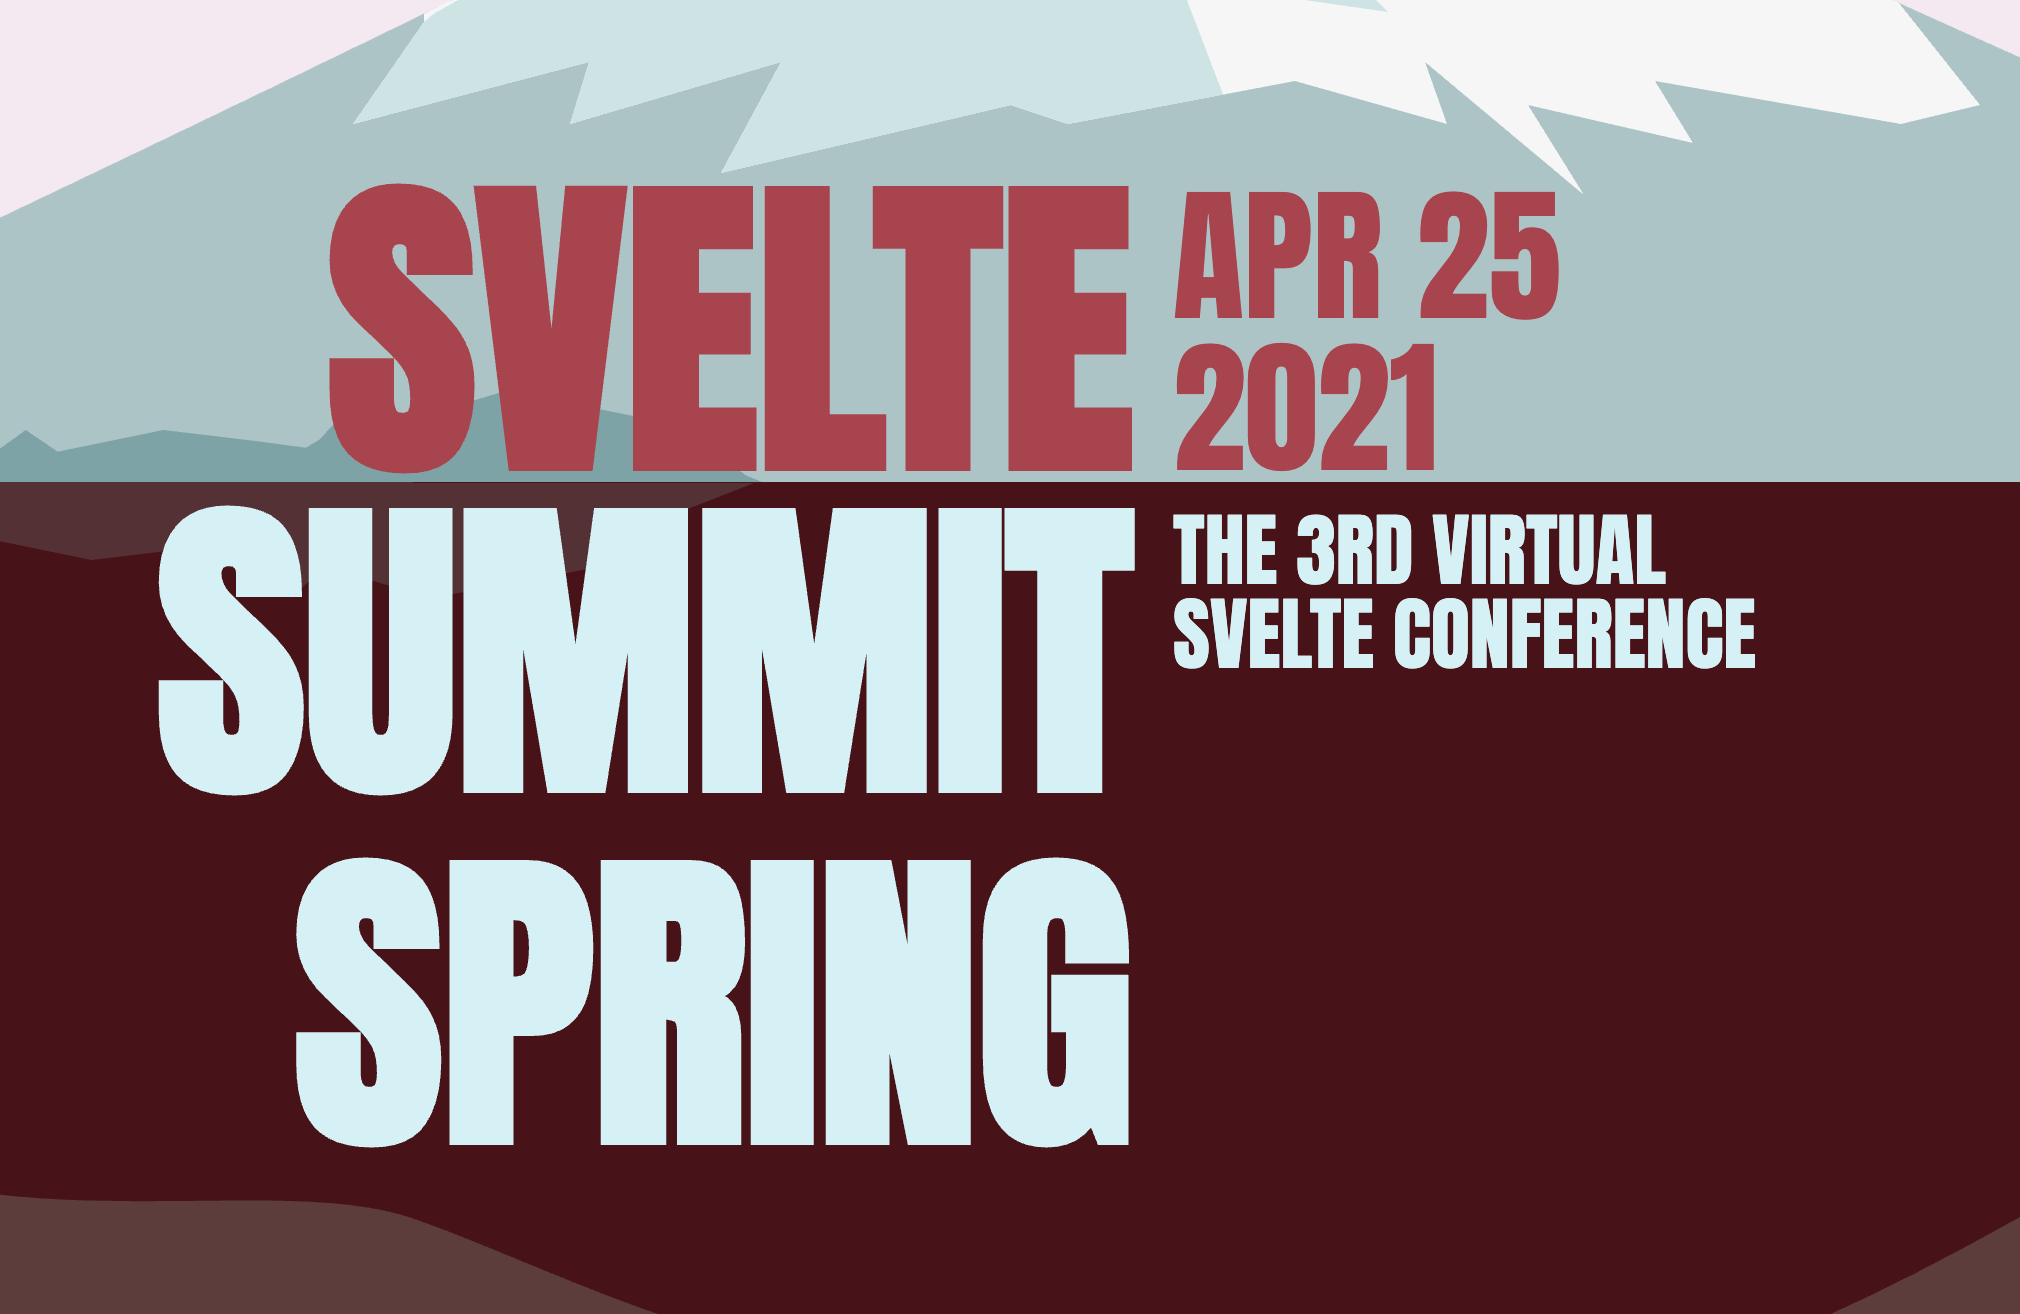 SVELTE
APR 25
2021
SUMMIT
THE 3RD VIRTUAL
SVELTE CONFERENCE
SPRING